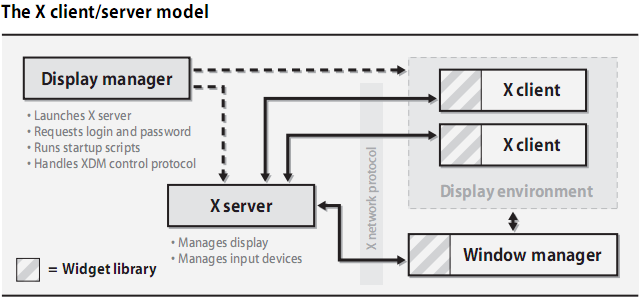 The X client/server model
Display manager
• Launches X server
• Requests login and password
• Runs startup scripts
• Handles XDM control protocol
X client
X client
Display environment
X network protocol
X server
• Manages display
• Manages input devices
Window manager
= Widget library